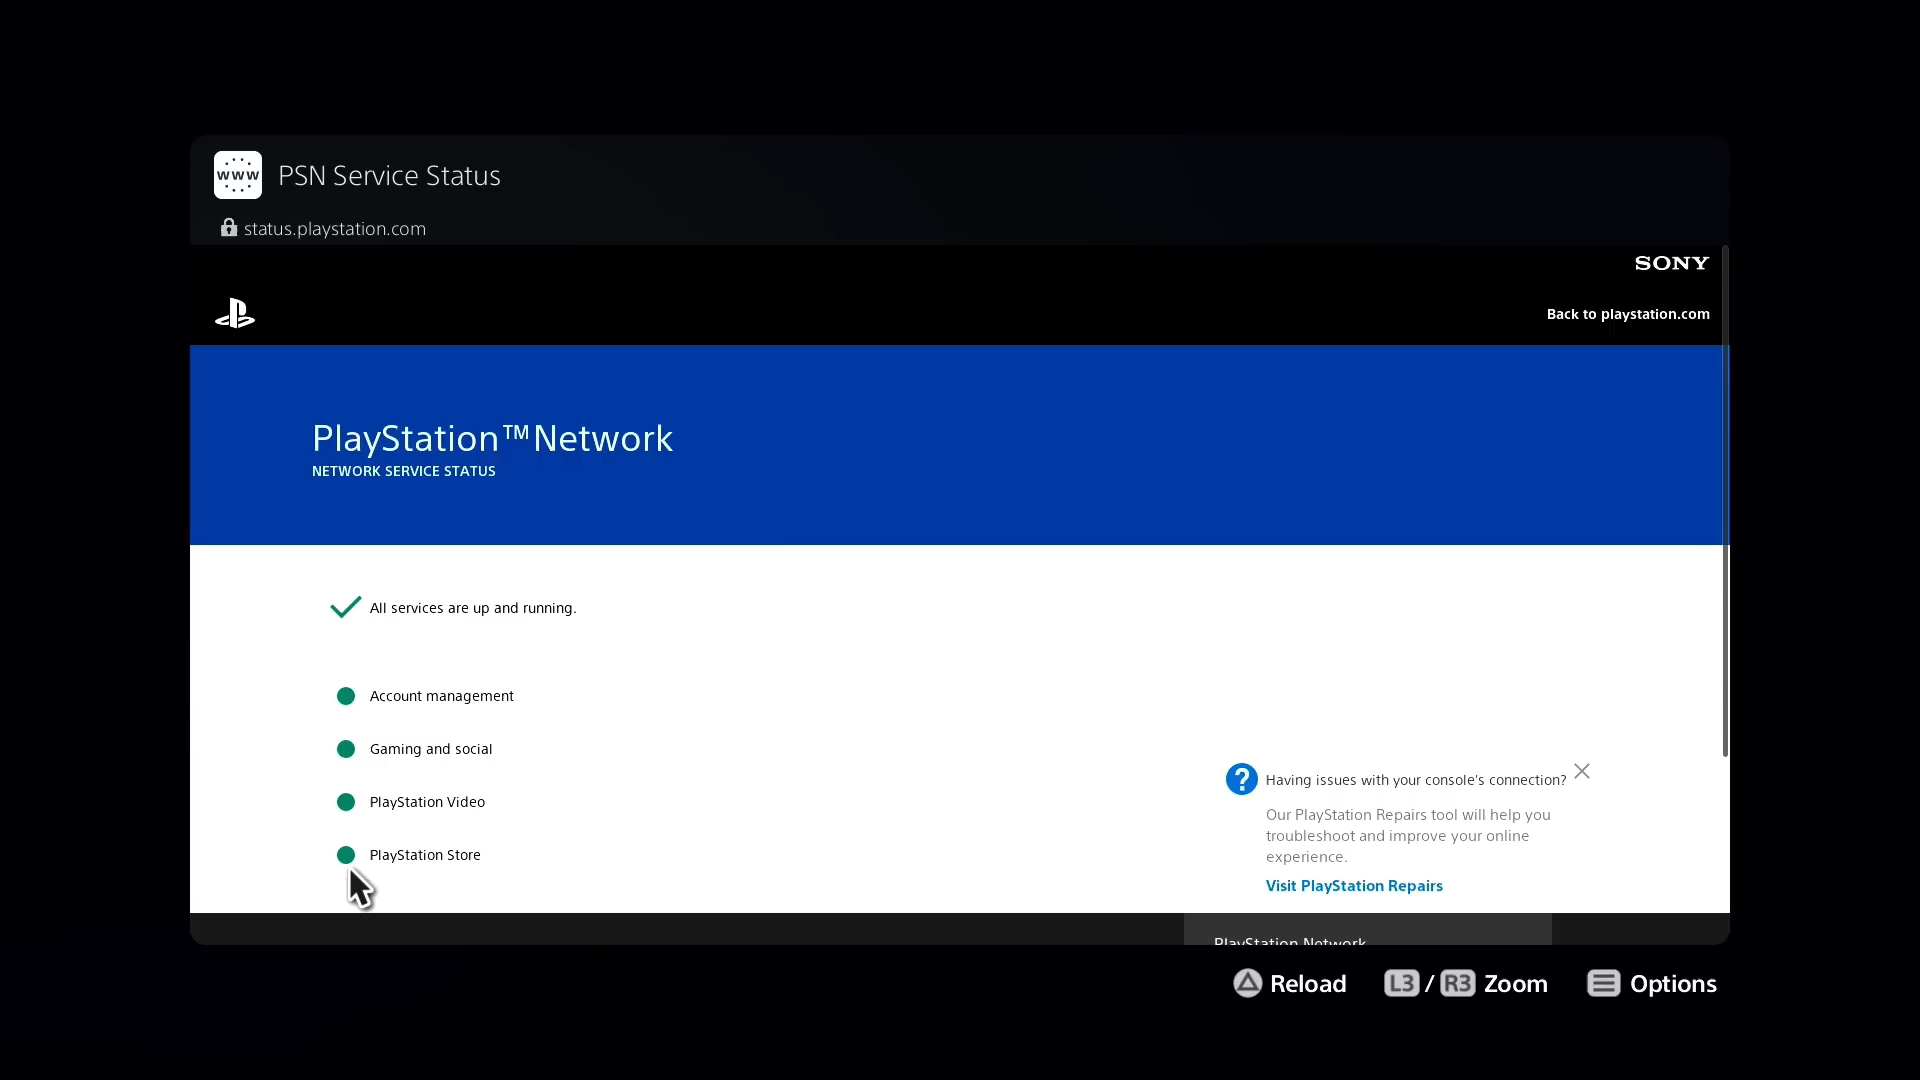 www
PSN Service Status
status.playstation.com
SONY
Back to playstation.com
PlayStation™Network
NETWORK SERVICE STATUS
All services are up and running.
Account management
Gaming and social
PlayStation Video
PlayStation Store
? Having issues with your console's connection?
Our PlayStation Repairs tool will help you
troubleshoot and improve your online
experience.
Visit PlayStation Repairs
PlayStation Network
Reload L3 / R3 Zoom Options